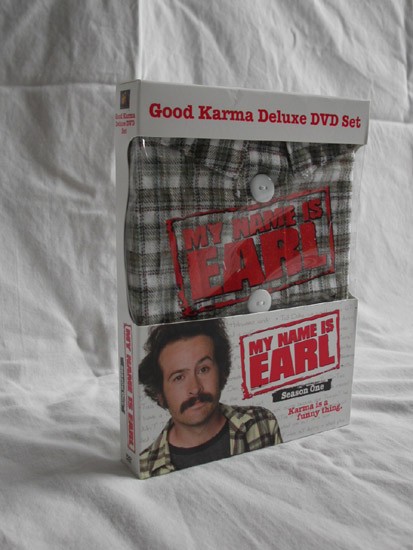 Good Karma Deluxe DVD Set
Good Karma
Deluxe DVD
Set
MY NAME IS
EARL
MY NAME IS
EARL
Season One
Karma is a
funny thing.
MY NAME IS
EARL